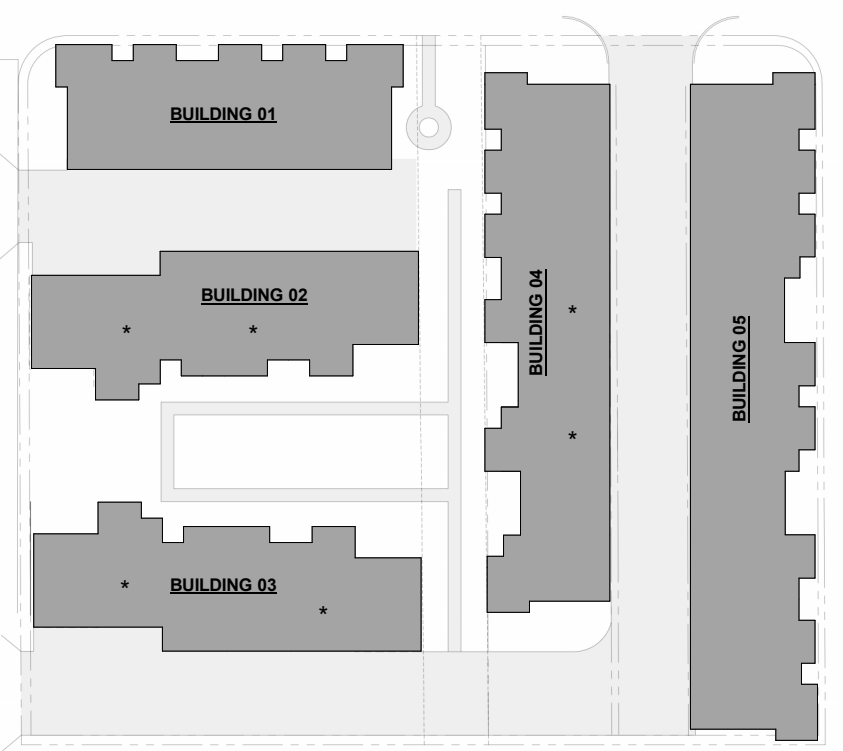 BUILDING 01
BUILDING 02
* *
BUILDING 04
*
BUILDING 05
*
BUILDING 03
*
*